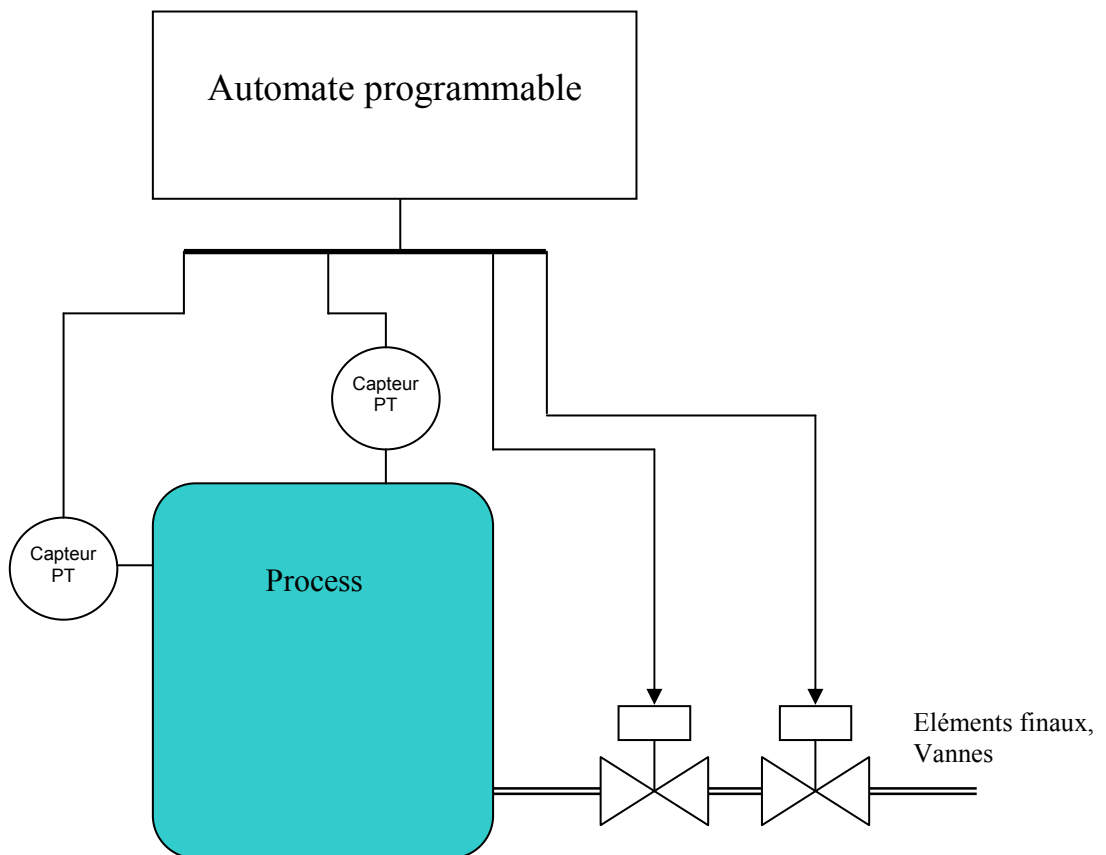 Automate programmable
Capteur
PT
Capteur
PT
Process
Eléments finaux,
Vannes